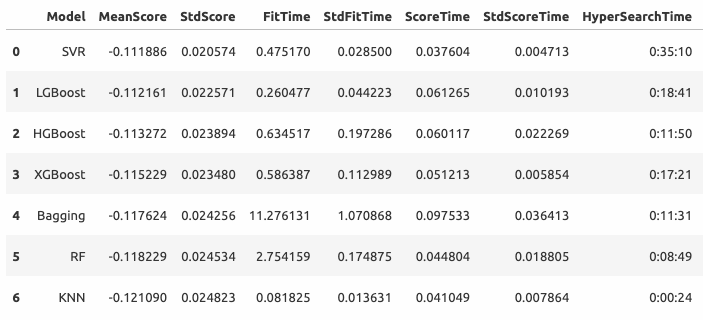 Model MeanScore StdScore FitTime StdFitTime ScoreTime StdScoreTime HyperSearchTime
0 SVR -0.111886 0.020574 0.475170 0.028500 0.037604 0.004713 0:35:10
1 LGBoost -0.112161 0.022571 0.260477 0.044223 0.061265 0.010193 0:18:41
2 HGBoost -0.113272 0.023894 0.634517 0.197286 0.060117 0.022269 0:11:50
3 XGBoost -0.115229 0.023480 0.586387 0.112989 0.051213 0.005854 0:17:21
4 Bagging -0.117624 0.024256 11.276131 1.070868 0.097533 0.036413 0:11:31
5 RF -0.118229 0.024534 2.754159 0.174875 0.044804 0.018805 0:08:49
6 KNN -0.121090 0.024823 0.081825 0.013631 0.041049 0.007864 0:00:24